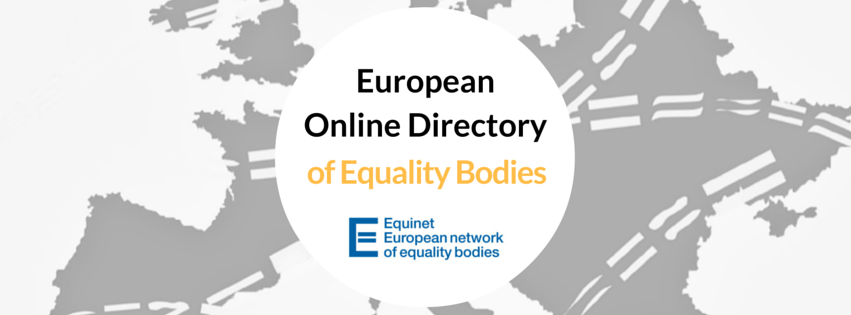 European
Online Directory
of Equality Bodies
Equinet
European network
of equality bodies